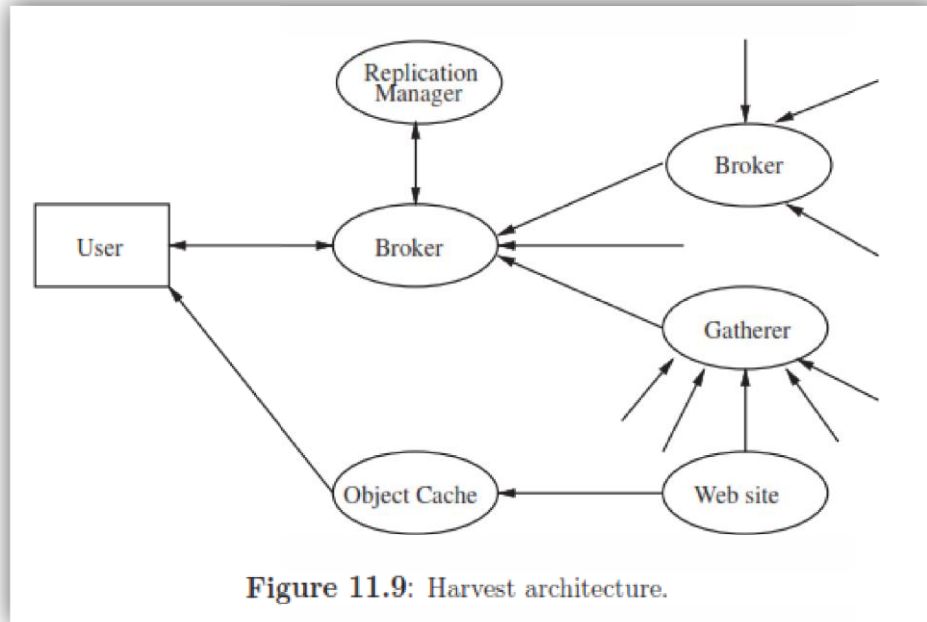 Replication
Manager
Broker
User
Broker
Gatherer
Object Cache
Web site
Figure 11.9: Harvest architecture.